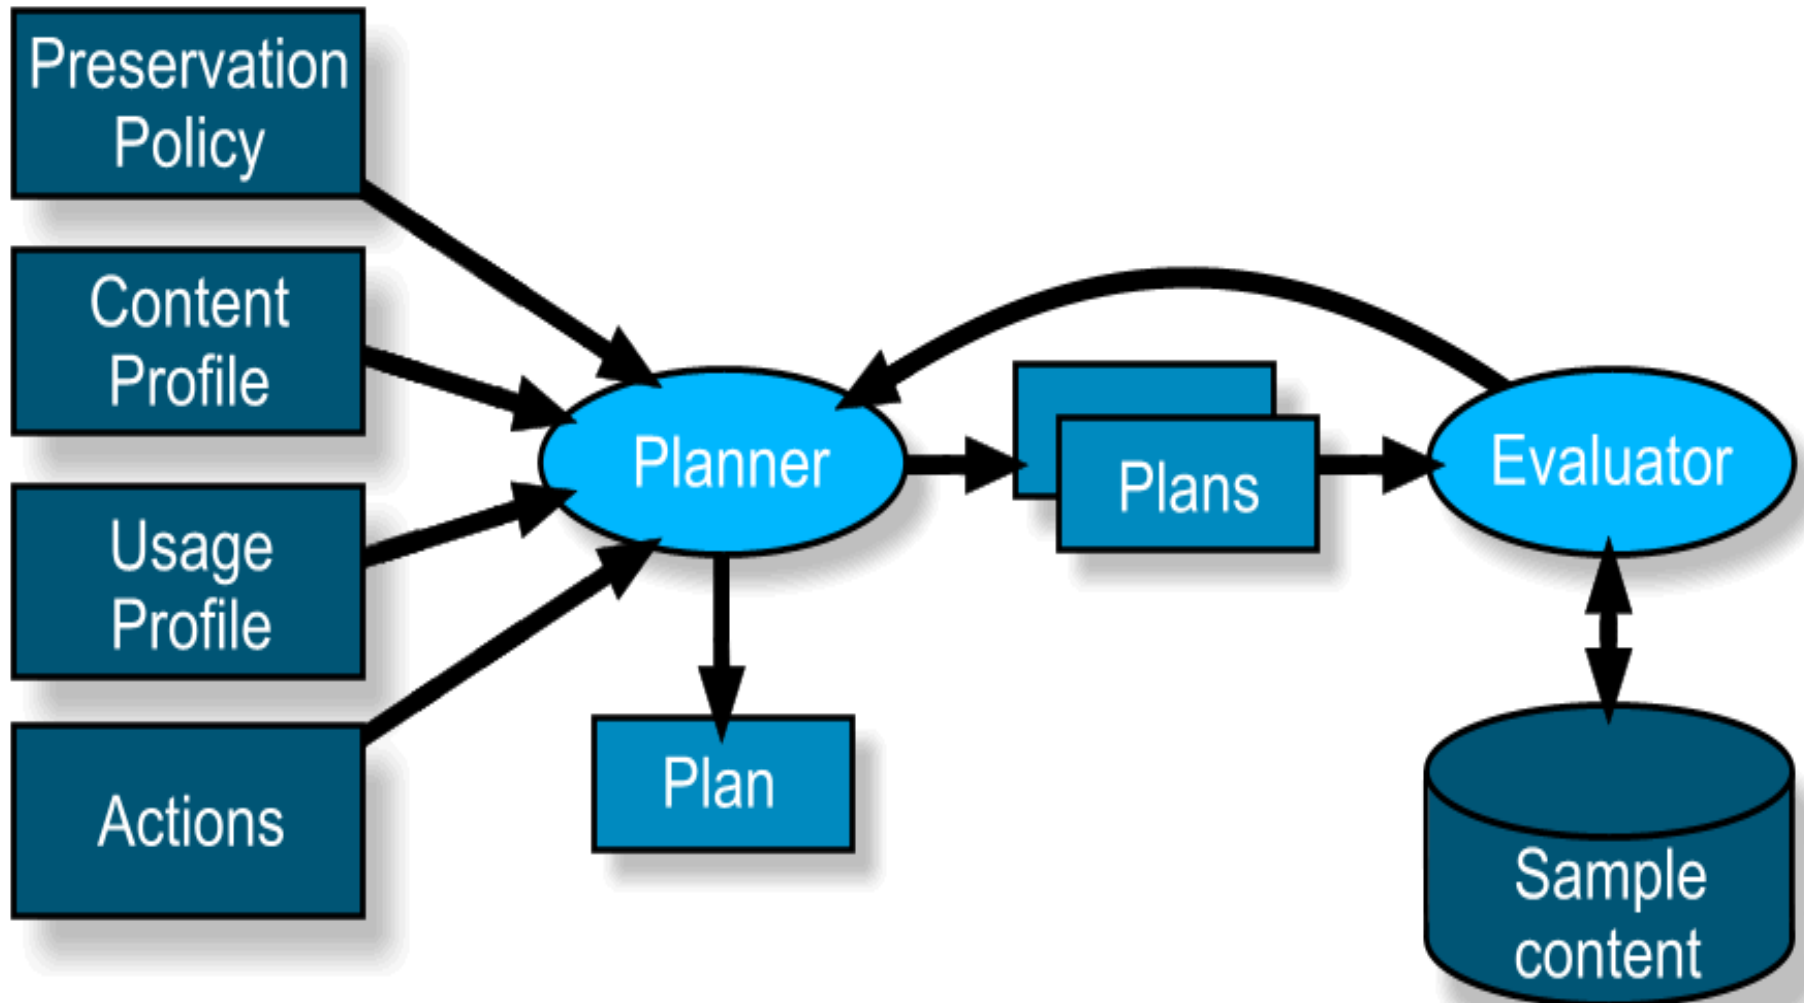 Preservation
Policy
Content
Profile
Usage
Profile
Actions
Planner
Plan
Plans
Evaluator
Sample
content